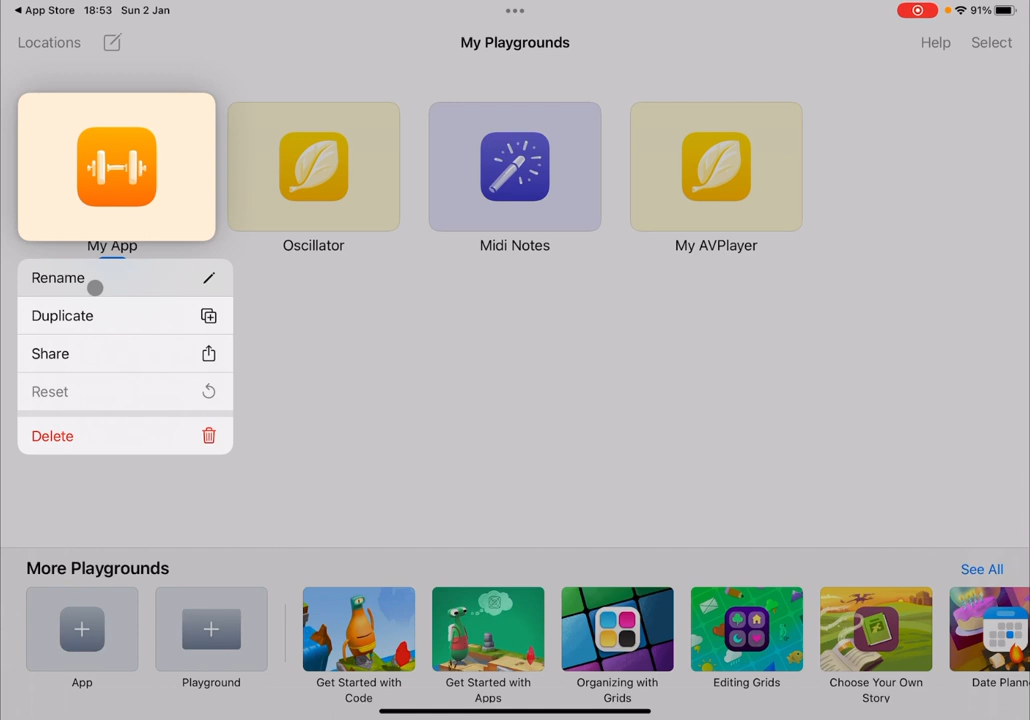 App Store 18:53 Sun 2 Jan
91%
Locations
My Playgrounds
Help Select
My App
Oscillator
Midi Notes
My AVPlayer
Rename
Duplicate
Share
Reset
Delete
More Playgrounds
See All
App
Playground
Get Started with
Code
Get Started with
Apps
Organizing with
Grids
Editing Grids
Choose Your Own
Story
Date Plann